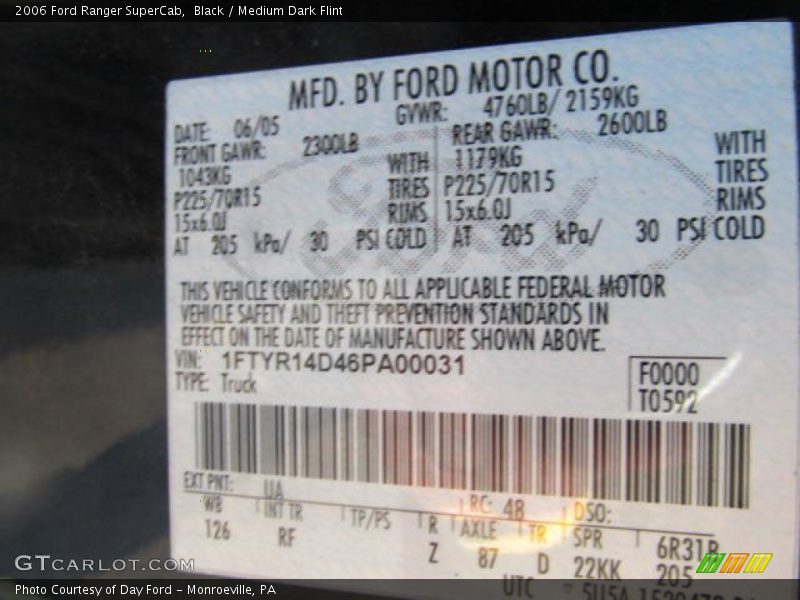 2006 Ford Ranger SuperCab, Black / Medium Dark Flint
MFD. BY FORD MOTOR CO.
DATE: 06/05 GVWR: 4760LB/ 2159KG
FRONT GAWR: 2300LB REAR GAWR: 2600LB
1043KG WITH 1179KG WITH
P225/70R15 TIRES P225/70R15 TIRES
15x6.0J RIMS 15x6.0J RIMS
AT 205 kPa/ 30 PSI COLD AT 205 kPa/ 30 PSI COLD
THIS VEHICLE CONFORMS TO ALL APPLICABLE FEDERAL MOTOR
VEHICLE SAFETY AND THEFT PREVENTION STANDARDS IN
EFFECT ON THE DATE OF MANUFACTURE SHOWN ABOVE.
VIN: 1FTYR14D46PA00031 F0000
TYPE: Truck T0592
EXT PNT: UA RC: 48 DSO:
WB INT TR TP/PS R AXLE TR SPR 6R31B
126 RF Z 87 D 22KK 205
UTC
GTCARLOT.COM
Photo Courtesy of Day Ford - Monroeville, PA